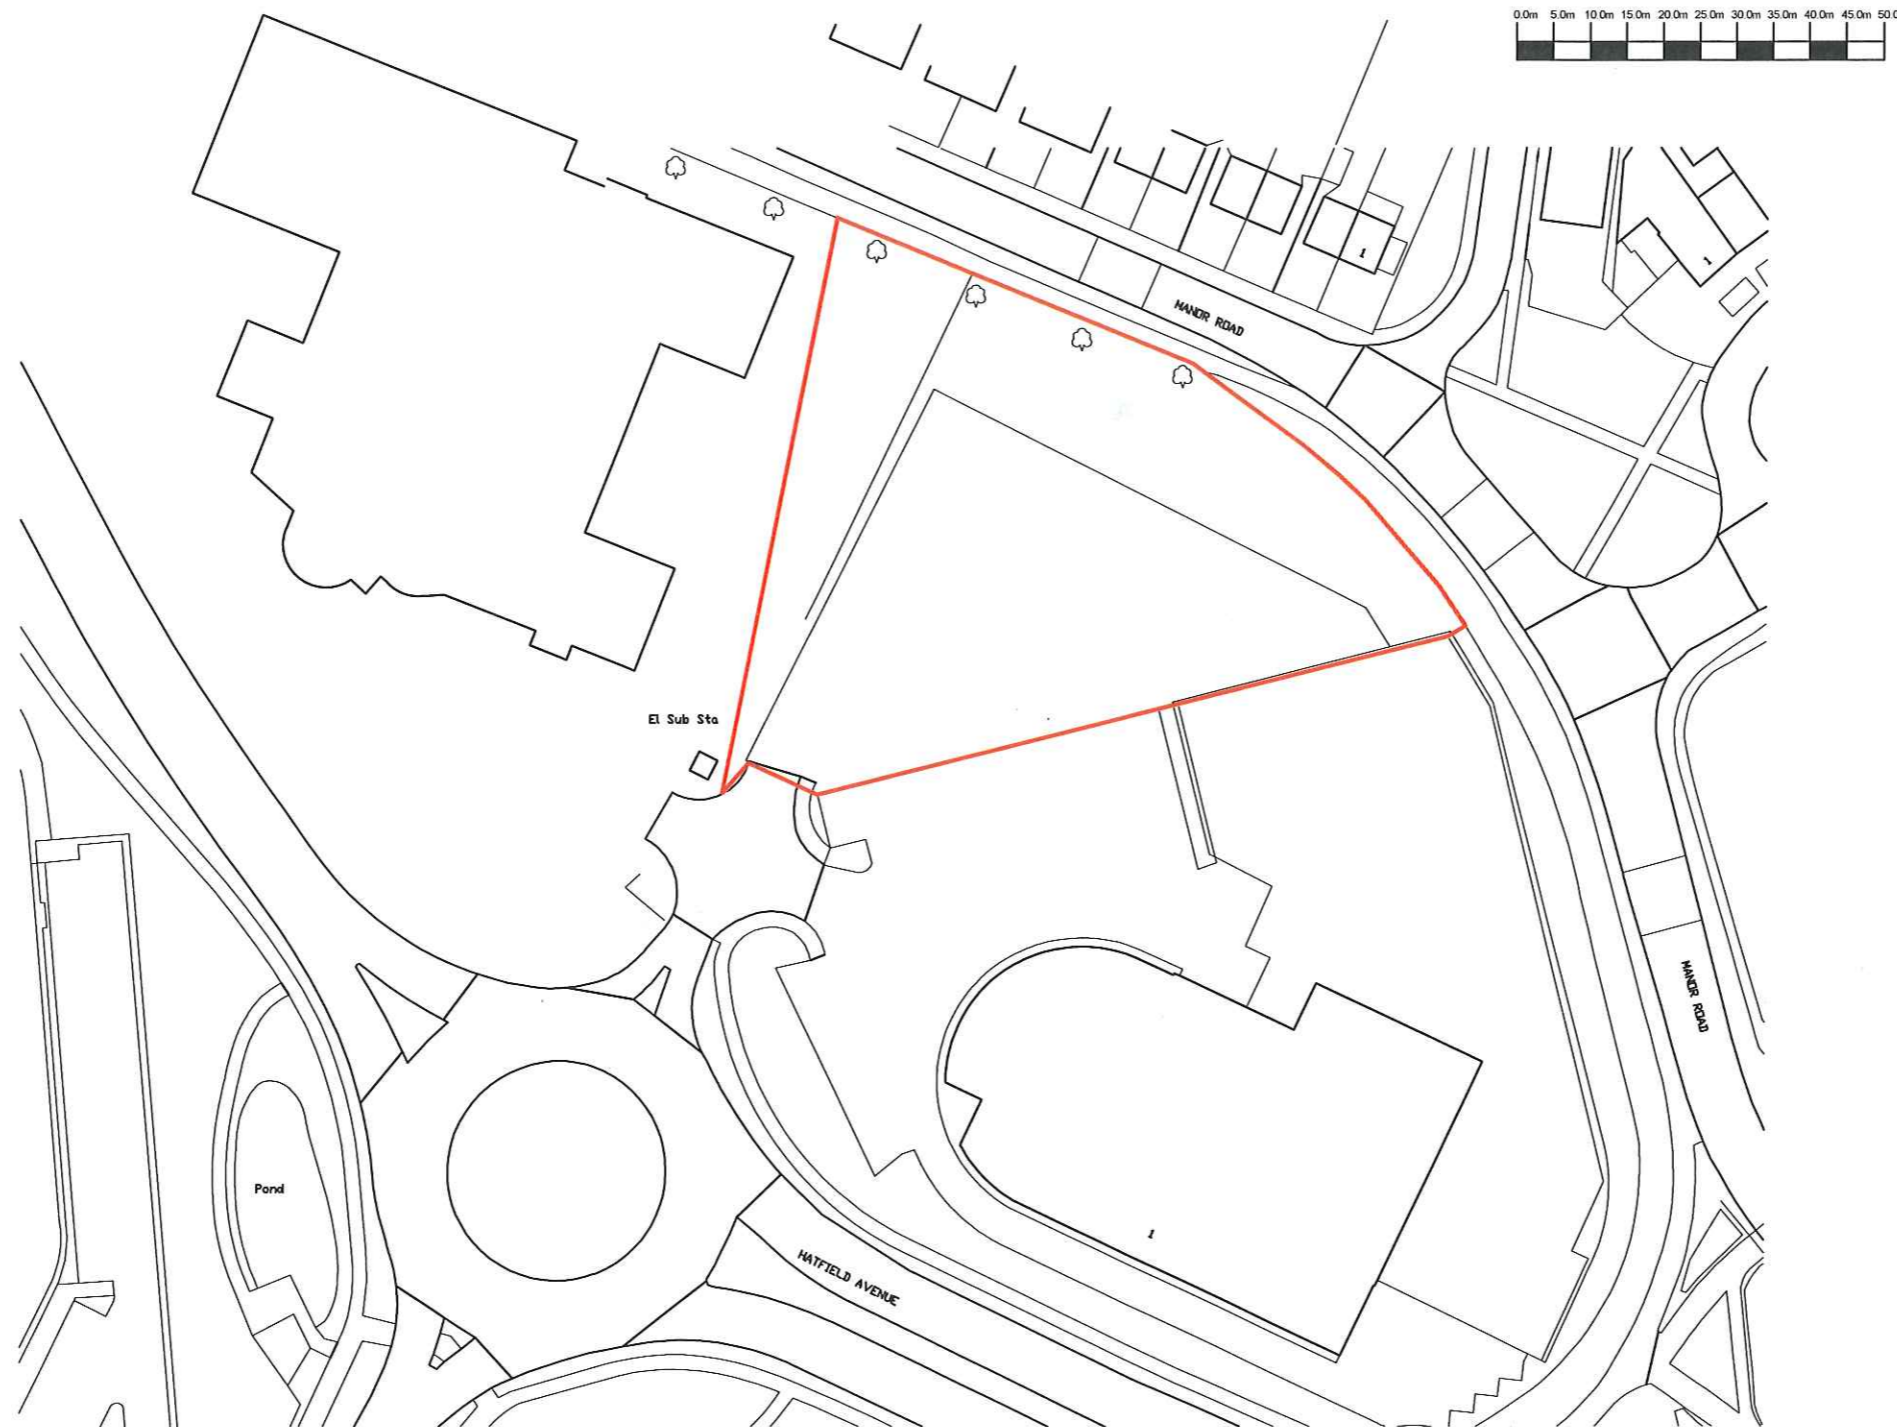 0.0m 5.0m 10.0m 15.0m 20.0m 25.0m 30.0m 35.0m 40.0m 45.0m 50.0
1
1
MANOR ROAD
El Sub Sta
MANOR ROAD
Pond
1
HATFIELD AVENUE